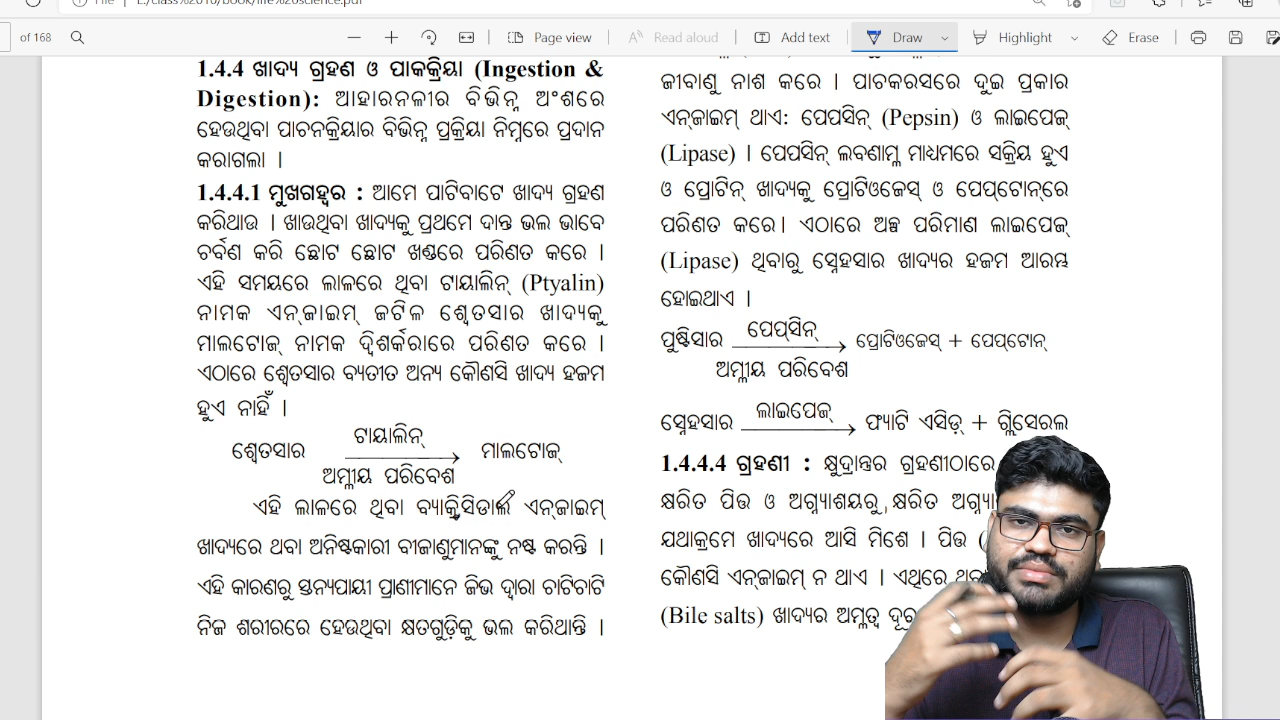 of 168
Page view
Read aloud
Add text
Draw
Highlight
Erase
1.4.4 ଖାଦ୍ୟ ଗ୍ରହଣ ଓ ପାକକ୍ରିୟା (Ingestion &
Digestion): ଆହାରନଳୀର ବିଭିନ୍ନ ଅଂଶରେ
ହେଉଥିବା ପାଚନକ୍ରିୟାର ବିଭିନ୍ନ ପ୍ରକ୍ରିୟା ନିମ୍ନରେ ପ୍ରଦାନ
କରାଗଲା ।
1.4.4.1 ମୁଖଗହ୍ୱର : ଆମେ ପାଟିବାଟେ ଖାଦ୍ୟ ଗ୍ରହଣ
କରିଥାଉ । ଖାଉଥିବା ଖାଦ୍ୟକୁ ପ୍ରଥମେ ଦାନ୍ତ ଭଲ ଭାବେ
ଚର୍ବଣ କରି ଛୋଟ ଛୋଟ ଖଣ୍ଡରେ ପରିଣତ କରେ ।
ଏହି ସମୟରେ ଲାଳରେ ଥିବା ଟାୟାଲିନ୍ (Ptyalin)
ନାମକ ଏନ୍‌ଜାଇମ୍ ଜଟିଳ ଶ୍ୱେତସାର ଖାଦ୍ୟକୁ
ମାଲଟୋଜ୍ ନାମକ ଦ୍ୱିଶର୍କରାରେ ପରିଣତ କରେ ।
ଏଠାରେ ଶ୍ୱେତସାର ବ୍ୟତୀତ ଅନ୍ୟ କୌଣସି ଖାଦ୍ୟ ହଜମ
ହୁଏ ନାହିଁ ।
ଟାୟାଲିନ୍
ଶ୍ୱେତସାର ⟶ ମାଲଟୋଜ୍
ଅମ୍ଳୀୟ ପରିବେଶ
ଏହି ଲାଳରେ ଥିବା ବ୍ୟାକ୍ଟ୍ରିସିଡାଲ୍ ଏନ୍‌ଜାଇମ୍
ଖାଦ୍ୟରେ ଥବା ଅନିଷ୍ଟକାରୀ ବୀଜାଣୁମାନଙ୍କୁ ନଷ୍ଟ କରନ୍ତି ।
ଏହି କାରଣରୁ ସ୍ତନ୍ୟପାୟୀ ପ୍ରାଣୀମାନେ ଜିଭ ଦ୍ୱାରା ଚାଟିଚାଟି
ନିଜ ଶରୀରରେ ହେଉଥିବା କ୍ଷତଗୁଡ଼ିକୁ ଭଲ କରିଥାନ୍ତି ।
ଜୀବାଣୁ ନାଶ କରେ । ପାଚକରସରେ ଦୁଇ ପ୍ରକାର
ଏନ୍‌ଜାଇମ୍ ଥାଏ: ପେପସିନ୍ (Pepsin) ଓ ଲାଇପେଜ୍
(Lipase) । ପେପସିନ୍ ଲବଣାମ୍ଳ ମାଧ୍ୟମରେ ସକ୍ରିୟ ହୁଏ
ଓ ପ୍ରୋଟିନ୍ ଖାଦ୍ୟକୁ ପ୍ରୋଟିଓଜେସ୍ ଓ ପେପ୍‌ଟୋନ୍‌ରେ
ପରିଣତ କରେ। ଏଠାରେ ଅଳ୍ପ ପରିମାଣ ଲାଇପେଜ୍
(Lipase) ଥିବାରୁ ସ୍ନେହସାର ଖାଦ୍ୟର ହଜମ ଆରମ୍ଭ
ହୋଇଥାଏ ।
ପେପ୍‌ସିନ୍
ପୁଷ୍ଟିସାର ⟶ ପ୍ରୋଟିଓଜେସ୍ + ପେପ୍‌ଟୋନ୍
ଅମ୍ଳୀୟ ପରିବେଶ
ଲାଇପେଜ୍
ସ୍ନେହସାର ⟶ ଫ୍ୟାଟି ଏସିଡ଼୍ + ଗ୍ଲିସେରଲ
1.4.4.4 ଗ୍ରହଣୀ : କ୍ଷୁଦ୍ରାନ୍ତର ଗ୍ରହଣୀଠାରେ
କ୍ଷରିତ ପିତ୍ତ ଓ ଅଗ୍ନ୍ୟାଶୟରୁ କ୍ଷରିତ
ଯଥାକ୍ରମେ ଖାଦ୍ୟରେ ଆସି ମିଶେ । ପିତ୍ତ
କୌଣସି ଏନ୍‌ଜାଇମ୍ ନ ଥାଏ । ଏଥିରେ
(Bile salts) ଖାଦ୍ୟର ଅମ୍ଳତ୍ୱ